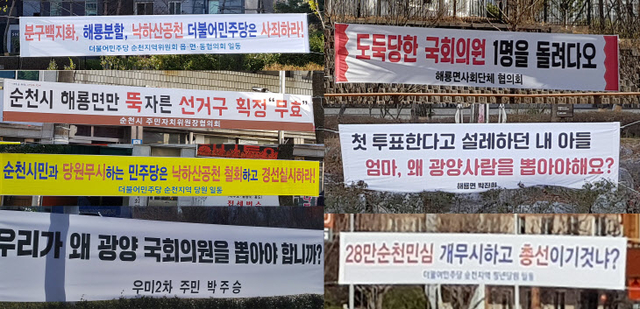 분구백지화, 해룡분할, 낙하산공천 더불어민주당은 사죄하라!
더불어민주당 순천지역위원회 읍·면·동협의회 일동
순천시 해룡면만 뚝 자른 선거구 획정 "무효"
순천시 주민자치위원장협의회
순천시민과 당원무시하는 민주당은 낙하산공천 철회하고 경선실시하라!
더불어민주당 순천지역 당원 일동
우리가 왜 광양 국회의원을 뽑아야 합니까?
우미2차 주민 박주승
도둑당한 국회의원 1명을 돌려다오
해룡면사회단체 협의회
첫 투표한다고 설레하던 내 아들
엄마, 왜 광양사람을 뽑아야해요?
해룡면 박진희
28만순천민심 개무시하고 총선이기것냐?
더불어민주당 순천지역 청년당원 일동